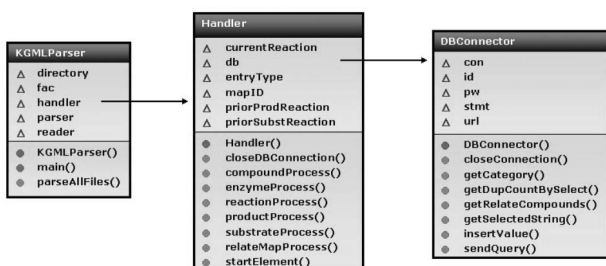 KGMLParser
directory
fac
handler
parser
reader
KGMLParser()
main()
parseAllFiles()
Handler
currentReaction
db
entryType
mapID
priorProdReaction
priorSubstReaction
Handler()
closeDBConnection()
compoundProcess()
enzymeProcess()
reactionProcess()
productProcess()
substrateProcess()
relateMapProcess()
startElement()
DBConnector
con
id
pw
stmt
url
DBConnector()
closeConnection()
getCategory()
getDupCountBySelect()
getRelateCompounds()
getSelectedString()
insertValue()
sendQuery()